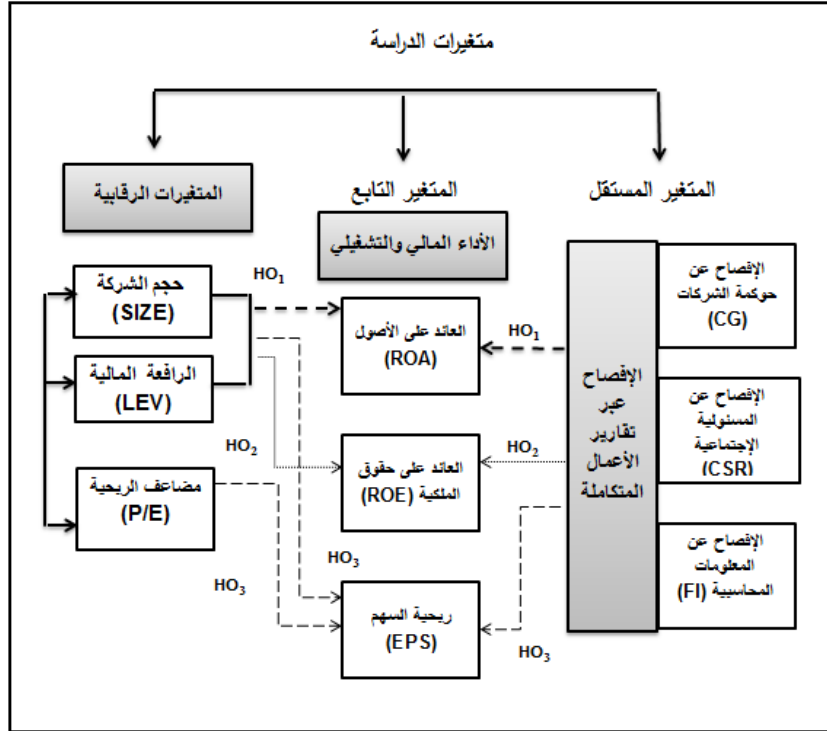 متغيرات الدراسة
المتغير المستقل
المتغير التابع
المتغيرات الرقابية
الأداء المالي والتشغيلي
الإفصاح عن
حوكمة الشركات
(CG)
الإفصاح عن
المسئولية
الإجتماعية
(CSR)
الإفصاح عن
المعلومات
المحاسبية (FI)
الإفصاح
عبر
تقارير
الأعمال
المتكاملة
HO1
HO2
HO3
العائد على الأصول
(ROA)
العائد على حقوق
الملكية (ROE)
ربحية السهم
(EPS)
HO1
HO2
HO3
HO3
حجم الشركة
(SIZE)
الرافعة المالية
(LEV)
مضاعف الربحية
(P/E)